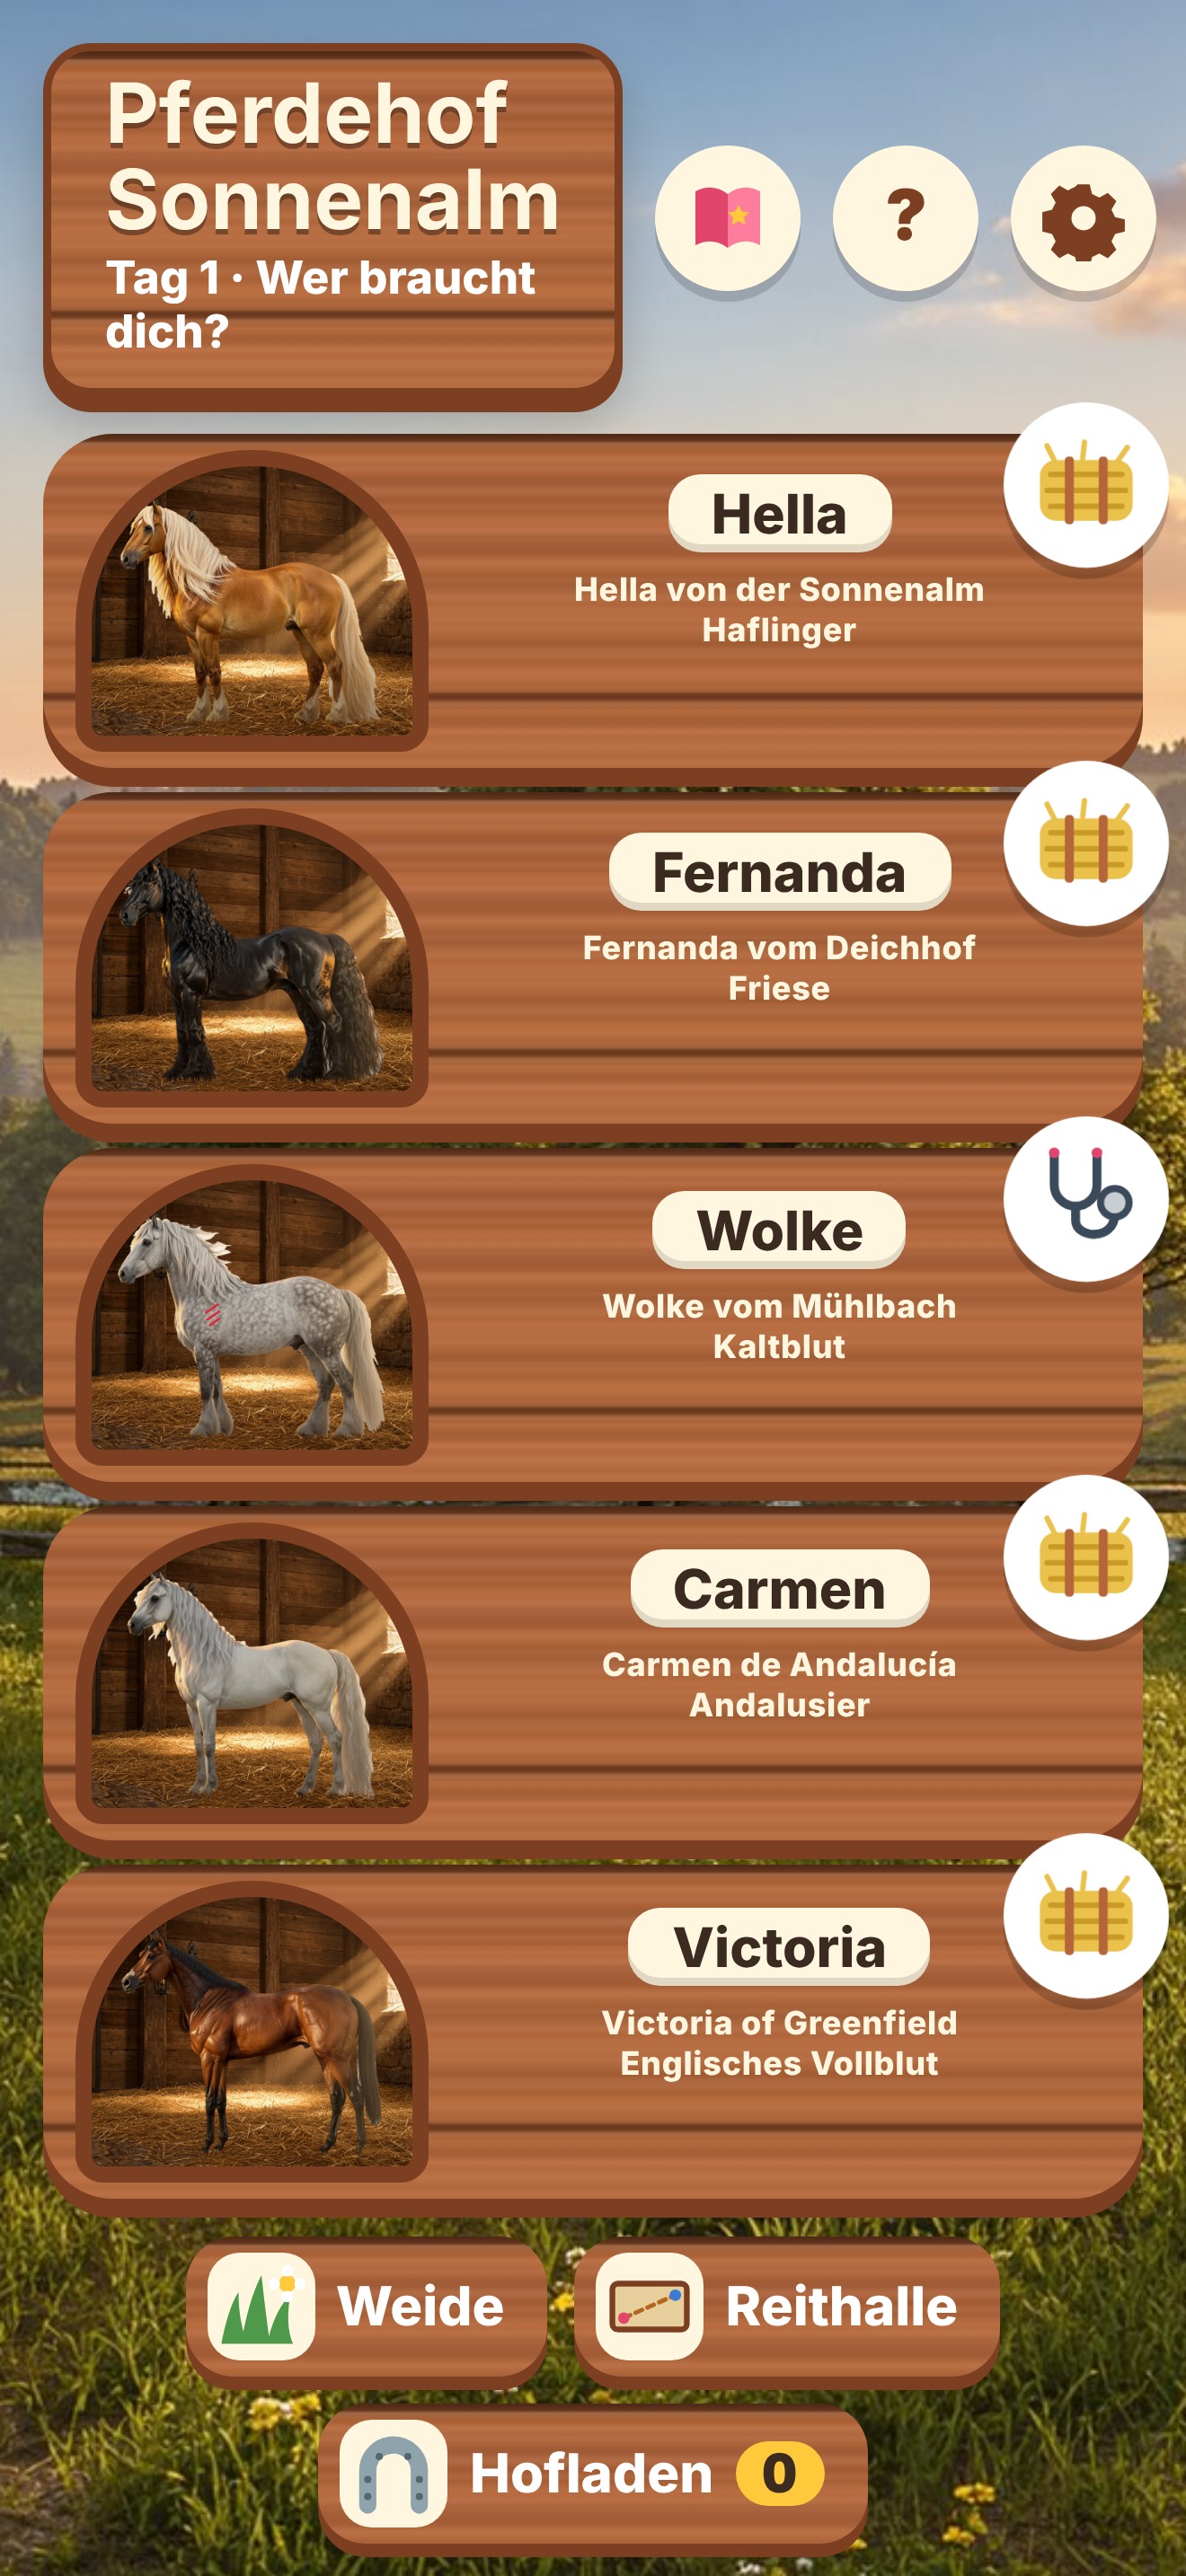 Pferdehof
Sonnenalm
Tag 1 · Wer braucht
dich?
?
Hella
Hella von der Sonnenalm
Haflinger
Fernanda
Fernanda vom Deichhof
Friese
Wolke
Wolke vom Mühlbach
Kaltblut
Carmen
Carmen de Andalucía
Andalusier
Victoria
Victoria of Greenfield
Englisches Vollblut
Weide
Reithalle
Hofladen 0